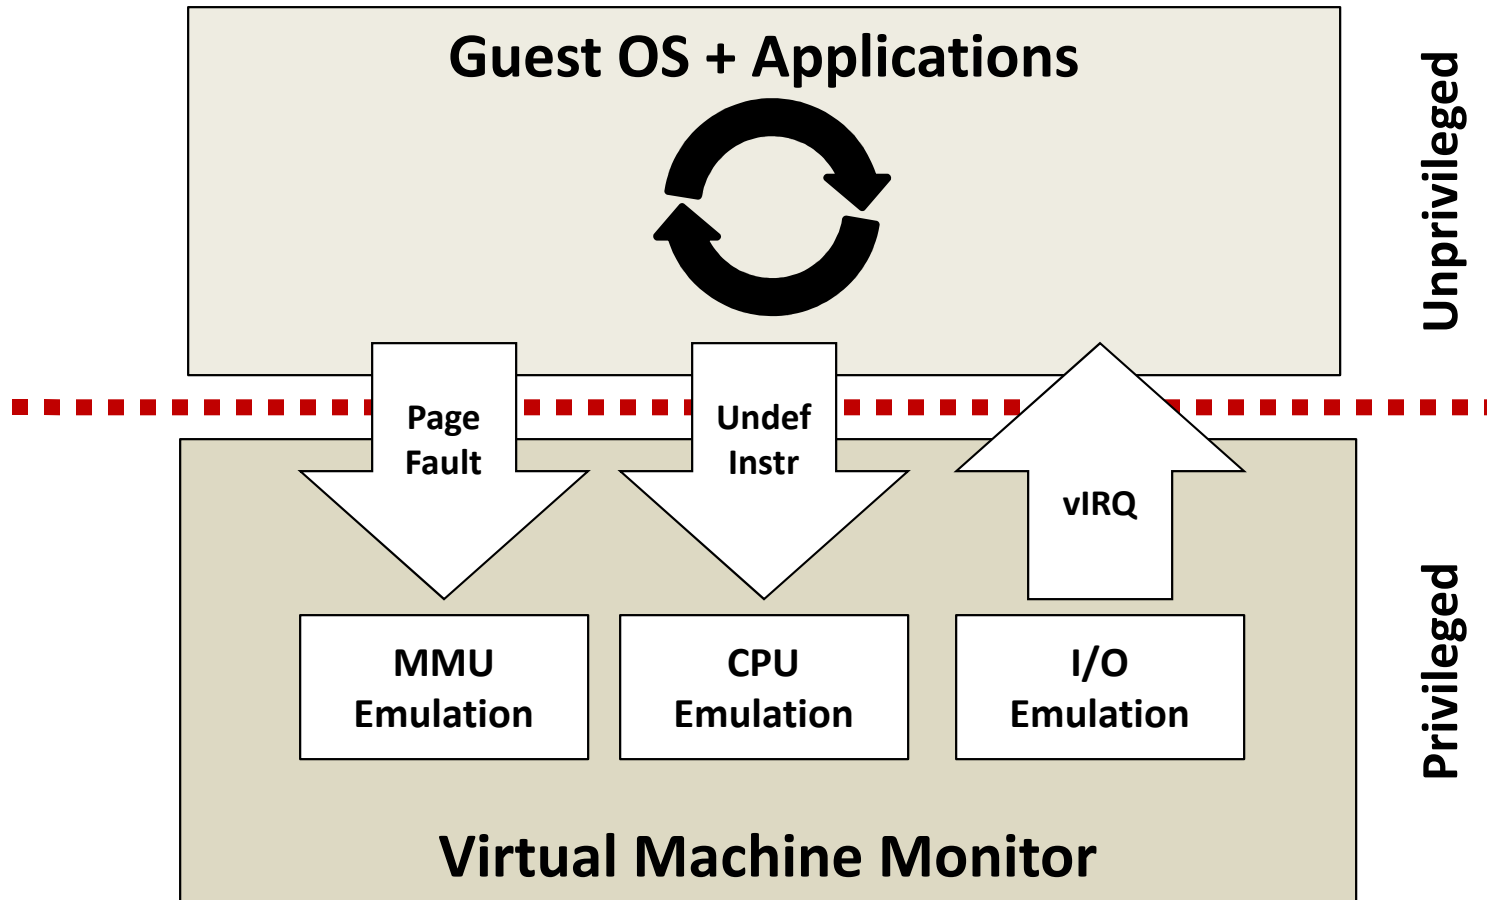 Guest OS + Applications
Unprivileged
Page
Fault
Undef
Instr
vIRQ
MMU
Emulation
CPU
Emulation
I/O
Emulation
Privileged
Virtual Machine Monitor